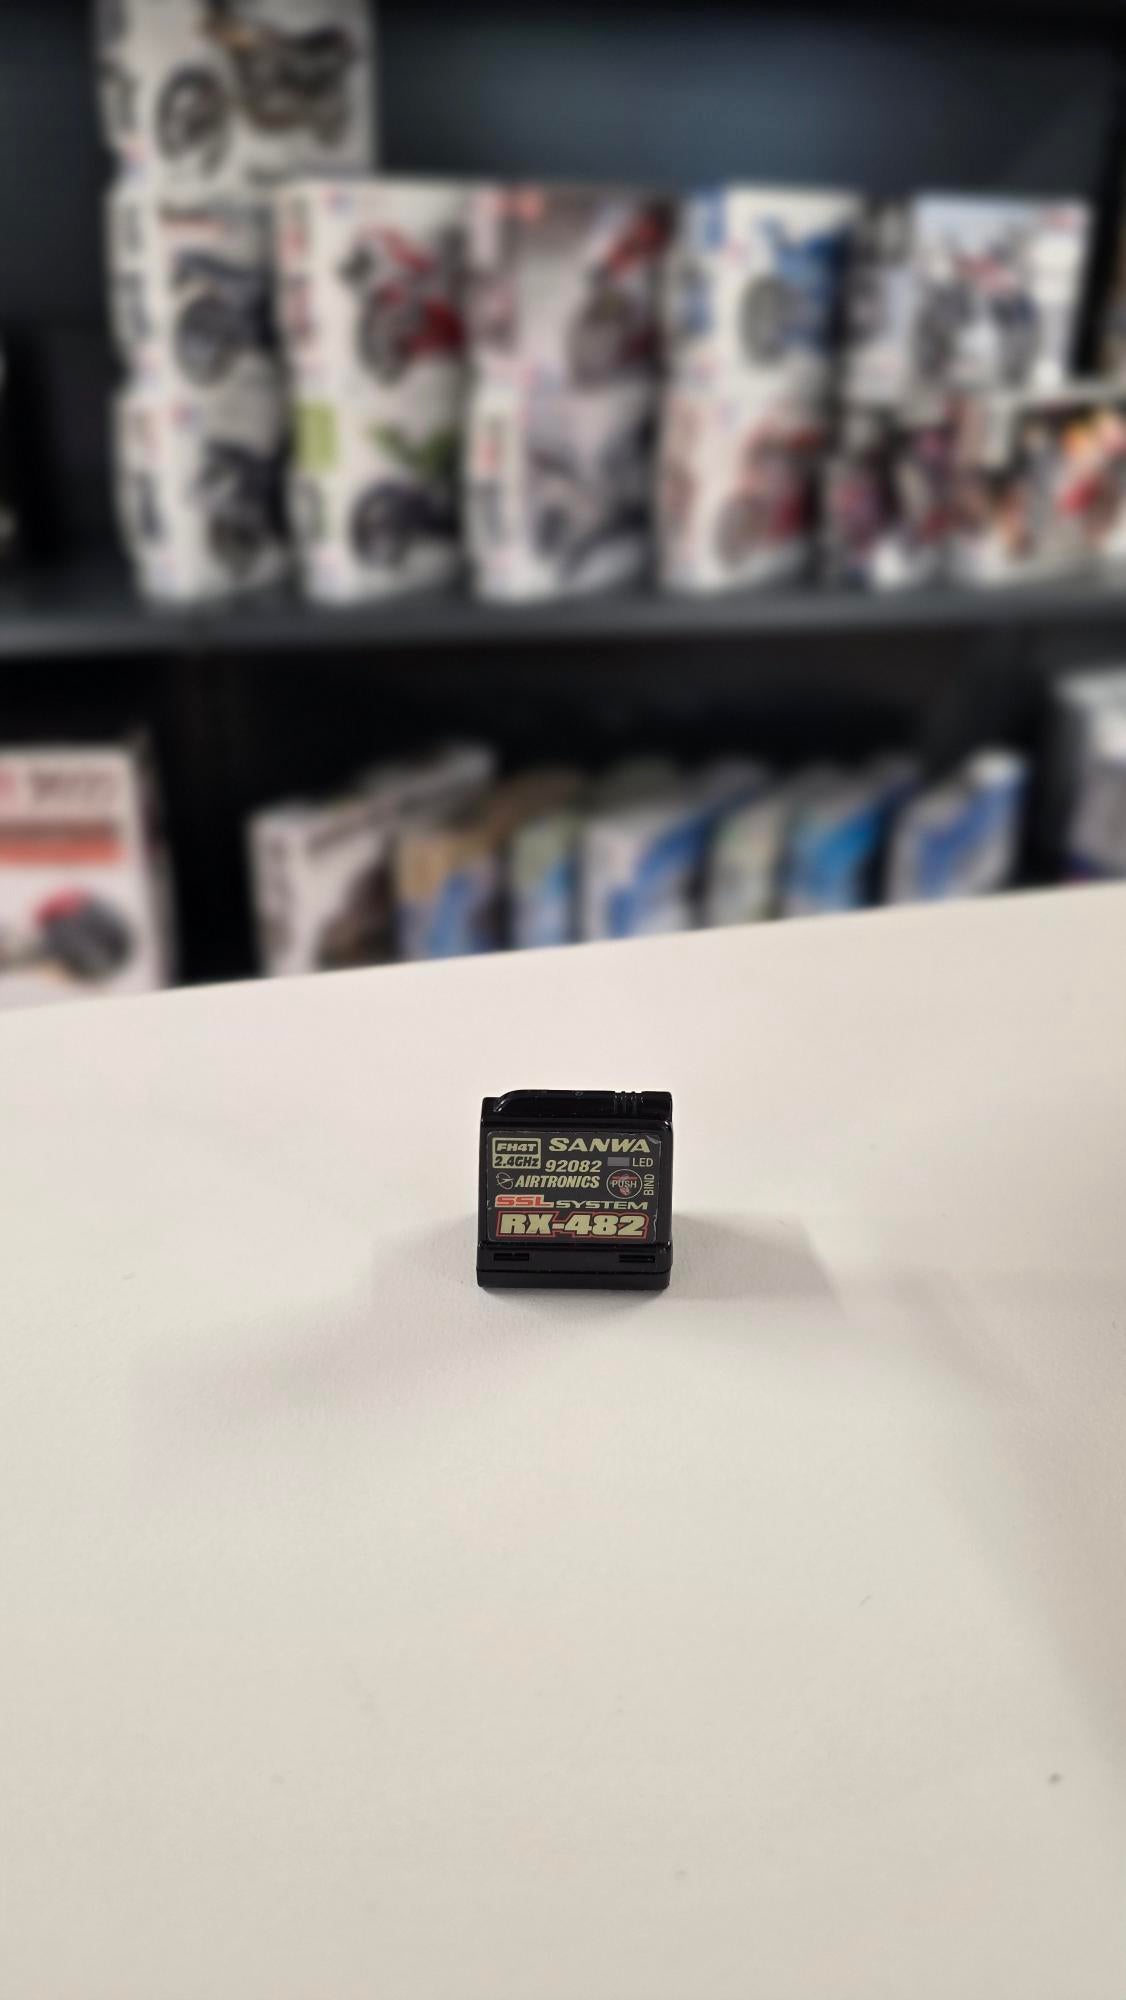 FH4T
2.4GHz
SANWA
92082
LED
AIRTRONICS
PUSH
BIND
SSL SYSTEM
RX-482